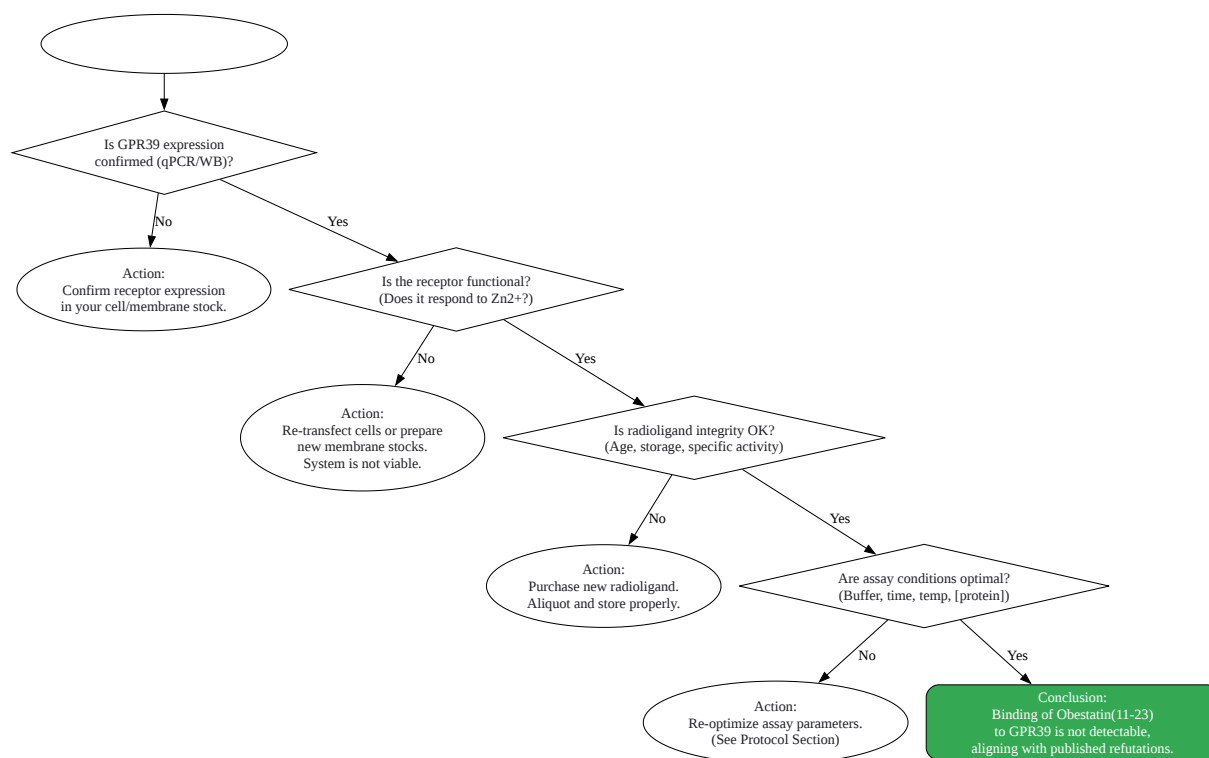 Is GPR39 expression
confirmed (qPCR/WB)?
No
Yes
Action:
Confirm receptor expression
in your cell/membrane stock.
Is the receptor functional?
(Does it respond to Zn2+?)
No
Yes
Action:
Re-transfect cells or prepare
new membrane stocks.
System is not viable.
Is radioligand integrity OK?
(Age, storage, specific activity)
No
Yes
Action:
Purchase new radioligand.
Aliquot and store properly.
Are assay conditions optimal?
(Buffer, time, temp, [protein])
No
Yes
Action:
Re-optimize assay parameters.
(See Protocol Section)
Conclusion:
Binding of Obestatin(11-23)
to GPR39 is not detectable,
aligning with published refutations.